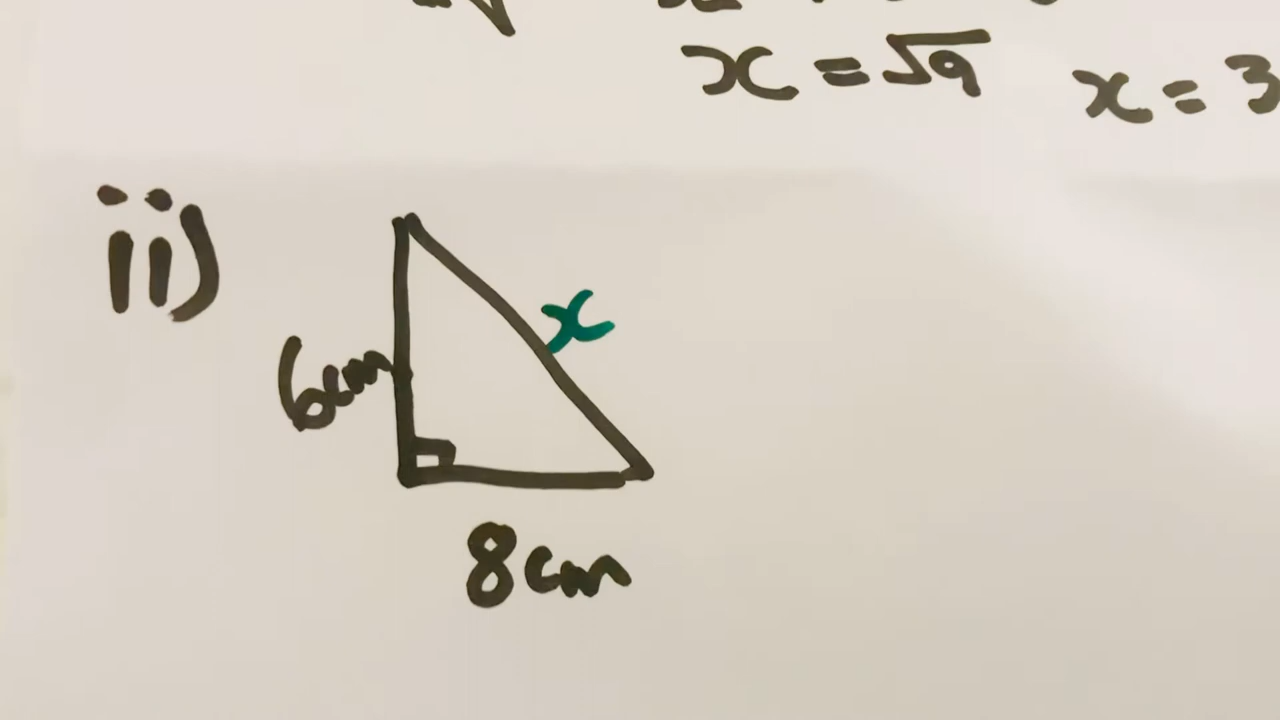 x = √9 x = 3
ii)
x
6cm
8cm